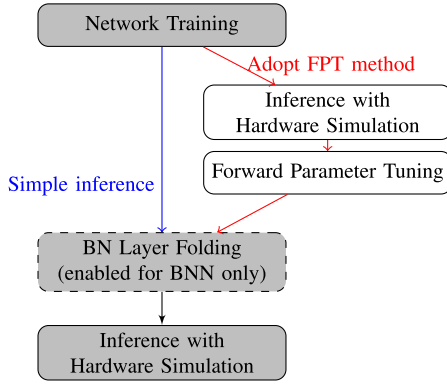 Network Training
Adopt FPT method
Inference with
Hardware Simulation
Forward Parameter Tuning
Simple inference
BN Layer Folding
(enabled for BNN only)
Inference with
Hardware Simulation